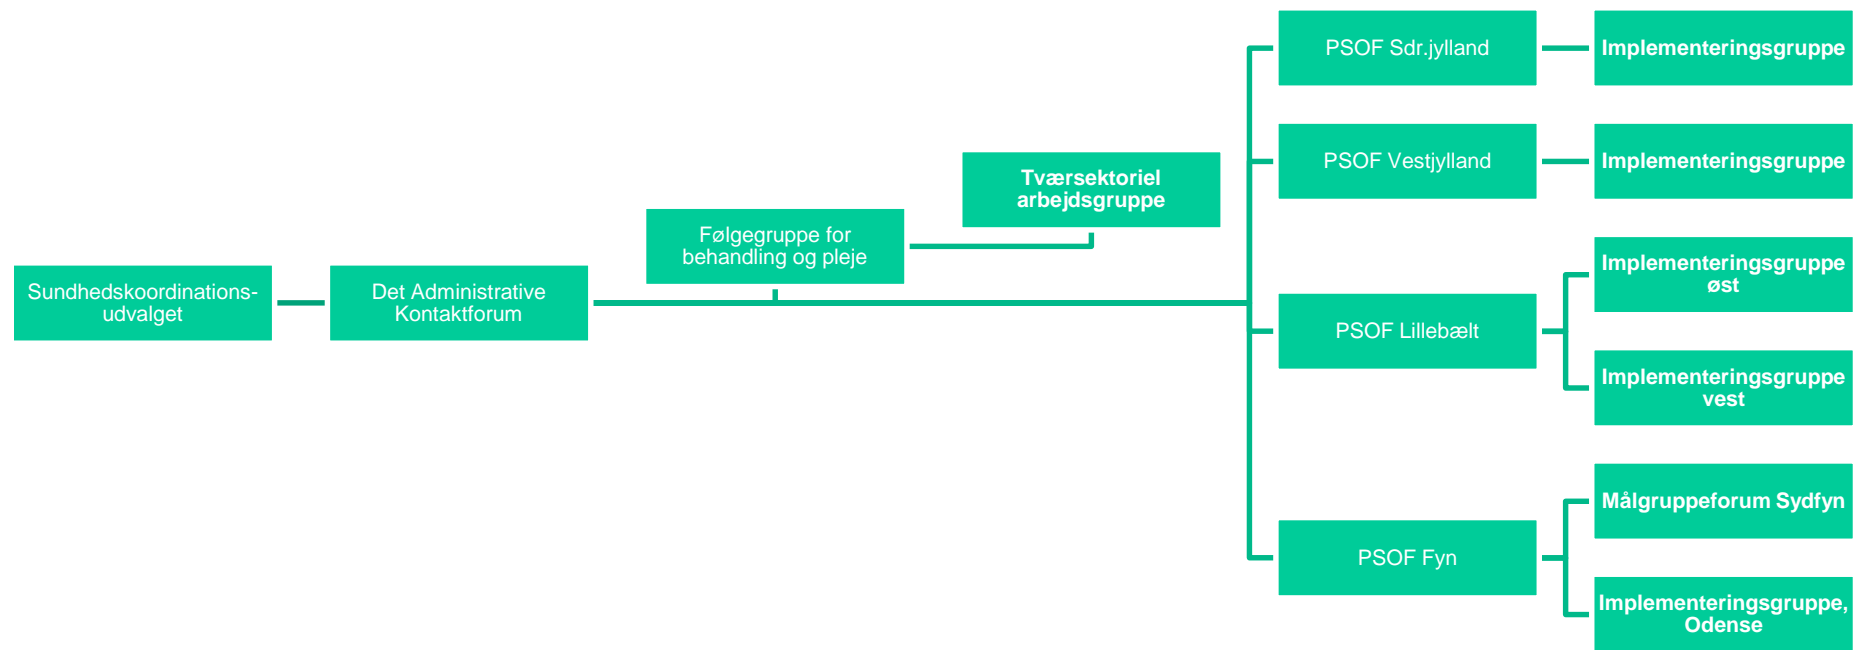 Sundhedskoordinations-
udvalget
Det Administrative
Kontaktforum
Følgegruppe for
behandling og pleje
Tværsektoriel
arbejdsgruppe
PSOF Sdr.jylland
Implementeringsgruppe
PSOF Vestjylland
Implementeringsgruppe
PSOF Lillebælt
Implementeringsgruppe
øst
Implementeringsgruppe
vest
PSOF Fyn
Målgruppeforum Sydfyn
Implementeringsgruppe,
Odense